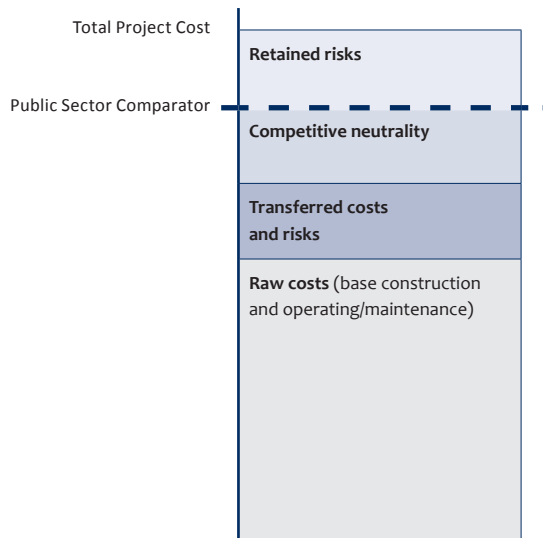 Total Project Cost
Retained risks
Public Sector Comparator
Competitive neutrality
Transferred costs
and risks
Raw costs (base construction
and operating/maintenance)